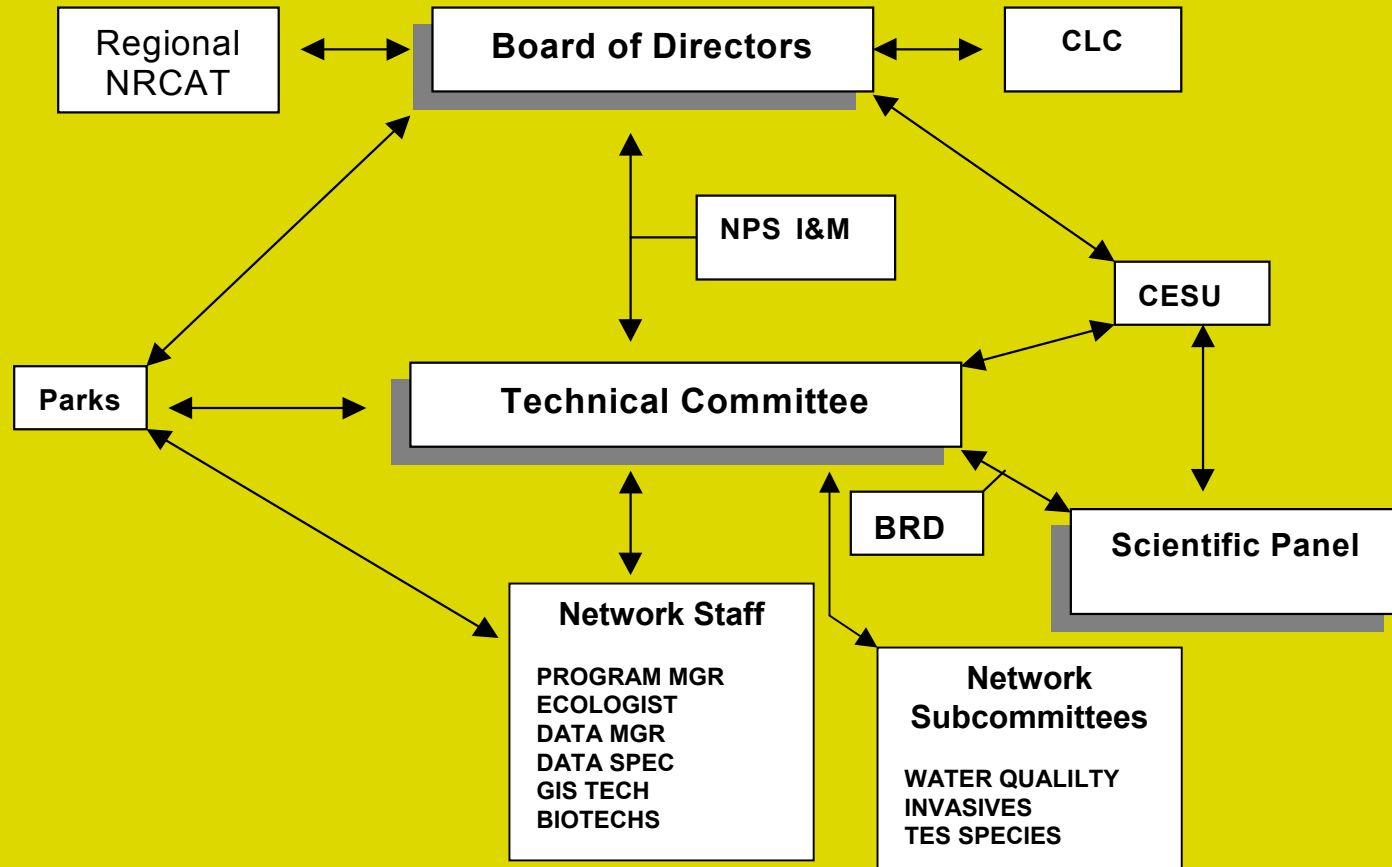 Regional
NRCAT
Board of Directors
CLC
NPS I&M
CESU
Parks
Technical Committee
BRD
Scientific Panel
Network Staff
PROGRAM MGR
ECOLOGIST
DATA MGR
DATA SPEC
GIS TECH
BIOTECHS
Network
Subcommittees
WATER QUALILTY
INVASIVES
TES SPECIES